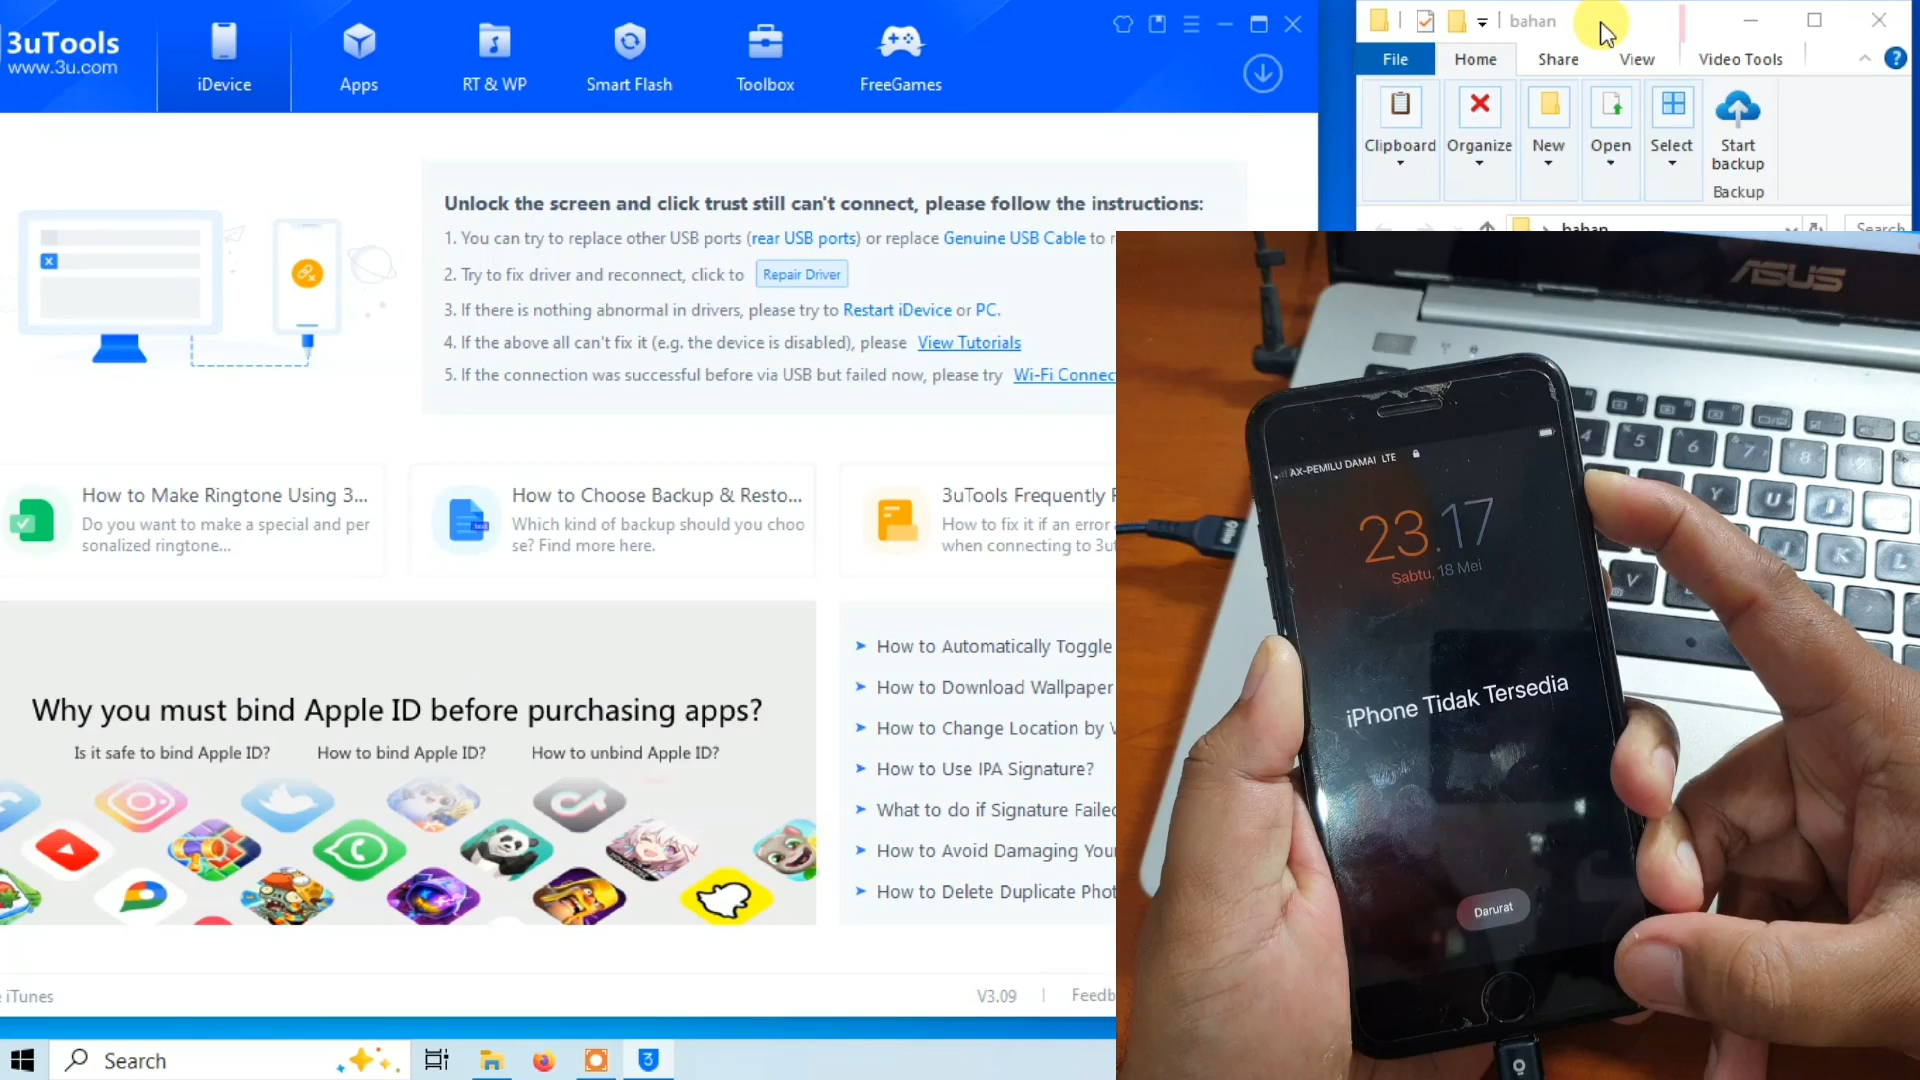 3uTools
www.3u.com
iDevice
Apps
RT & WP
Smart Flash
Toolbox
FreeGames
Unlock the screen and click trust still can't connect, please follow the instructions:
1. You can try to replace other USB ports (rear USB ports) or replace Genuine USB Cable to r
2. Try to fix driver and reconnect, click to Repair Driver
3. If there is nothing abnormal in drivers, please try to Restart iDevice or PC.
4. If the above all can't fix it (e.g. the device is disabled), please View Tutorials
5. If the connection was successful before via USB but failed now, please try Wi-Fi Connec
How to Make Ringtone Using 3...
Do you want to make a special and per
sonalized ringtone...
How to Choose Backup & Resto...
Which kind of backup should you choo
se? Find more here.
3uTools Frequently
How to fix it if an error a
when connecting to 3u
Why you must bind Apple ID before purchasing apps?
Is it safe to bind Apple ID?
How to bind Apple ID?
How to unbind Apple ID?
How to Automatically Toggle
How to Download Wallpaper
How to Change Location by V
How to Use IPA Signature?
What to do if Signature Failed
How to Avoid Damaging Your
How to Delete Duplicate Phot
iTunes
V3.09
Feedb
Search
bahan
File
Home
Share
View
Video Tools
Clipboard
Organize
New
Open
Select
Start
backup
Backup
bahan
Search
ASUS
AX-PEMILU DAMAI LTE
23.17
Sabtu, 18 Mei
iPhone Tidak Tersedia
Darurat